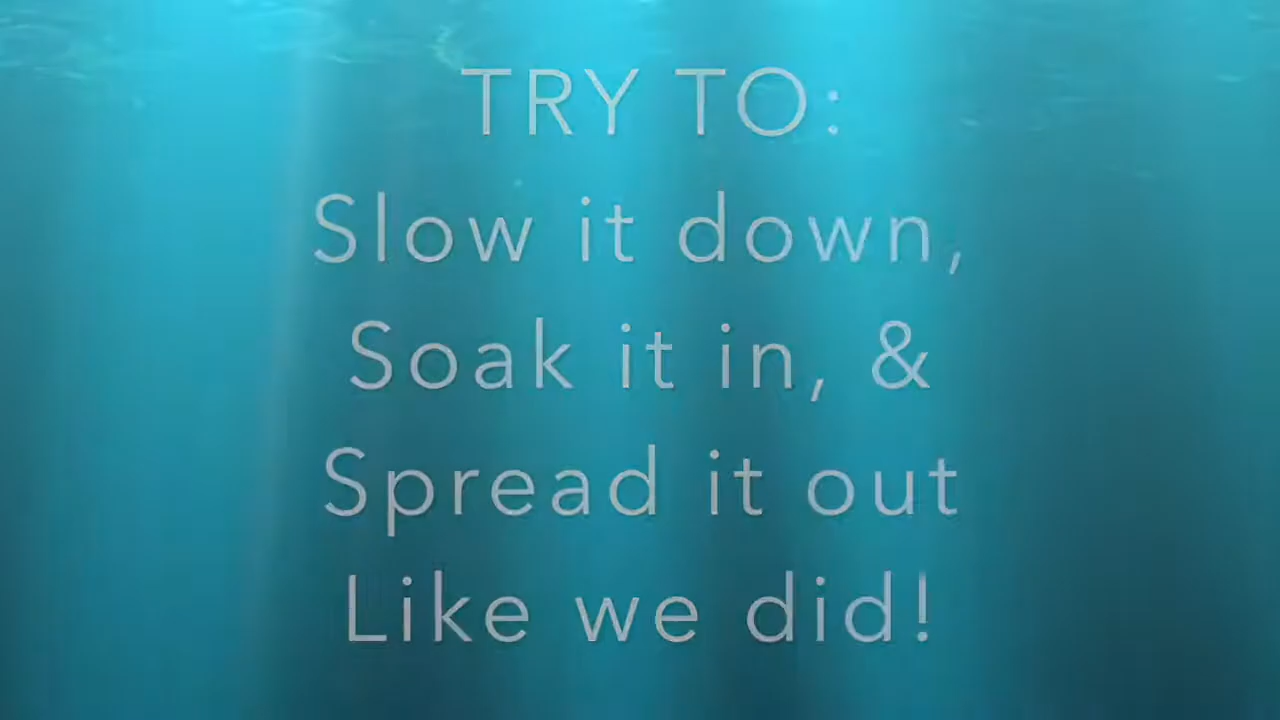 TRY TO:
Slow it down,
Soak it in, &
Spread it out
Like we did!